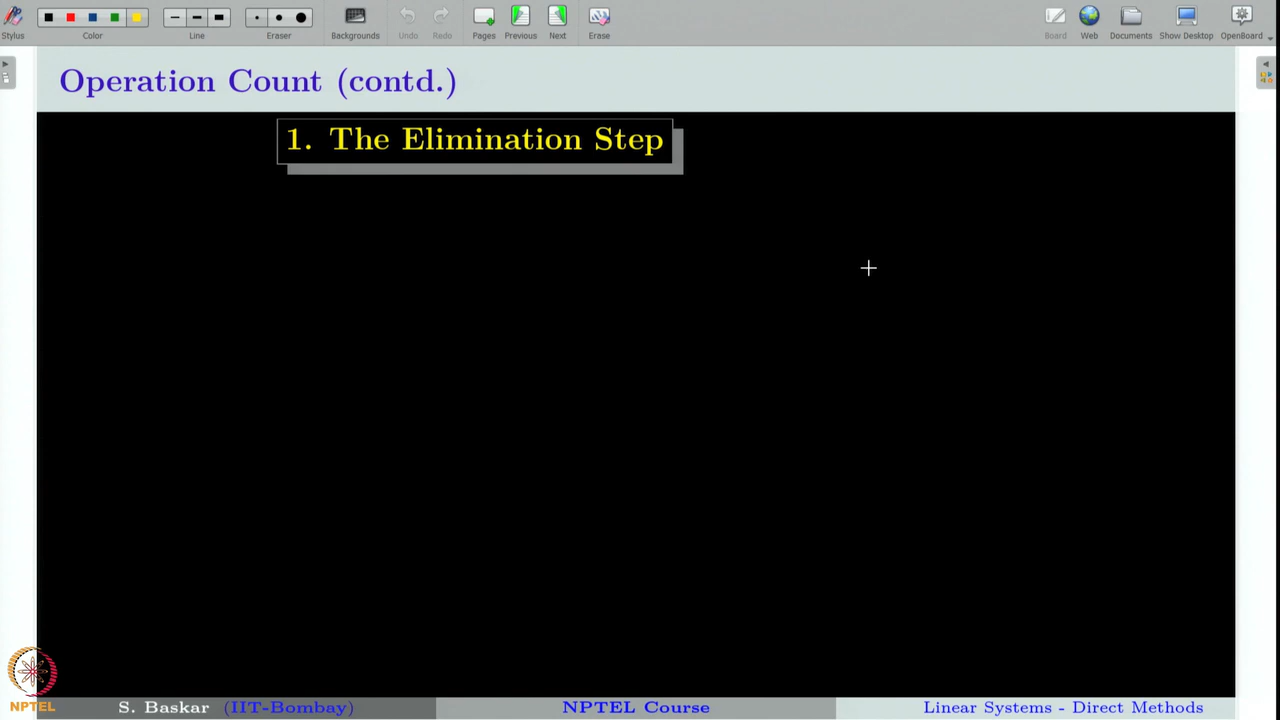 Stylus
Color
Line
Eraser
Backgrounds
Undo
Redo
Pages
Previous
Next
Erase
Board
Web
Documents
Show Desktop
OpenBoard
Operation Count (contd.)
1. The Elimination Step
NPTEL
S. Baskar (IIT-Bombay)
NPTEL Course
Linear Systems - Direct Methods